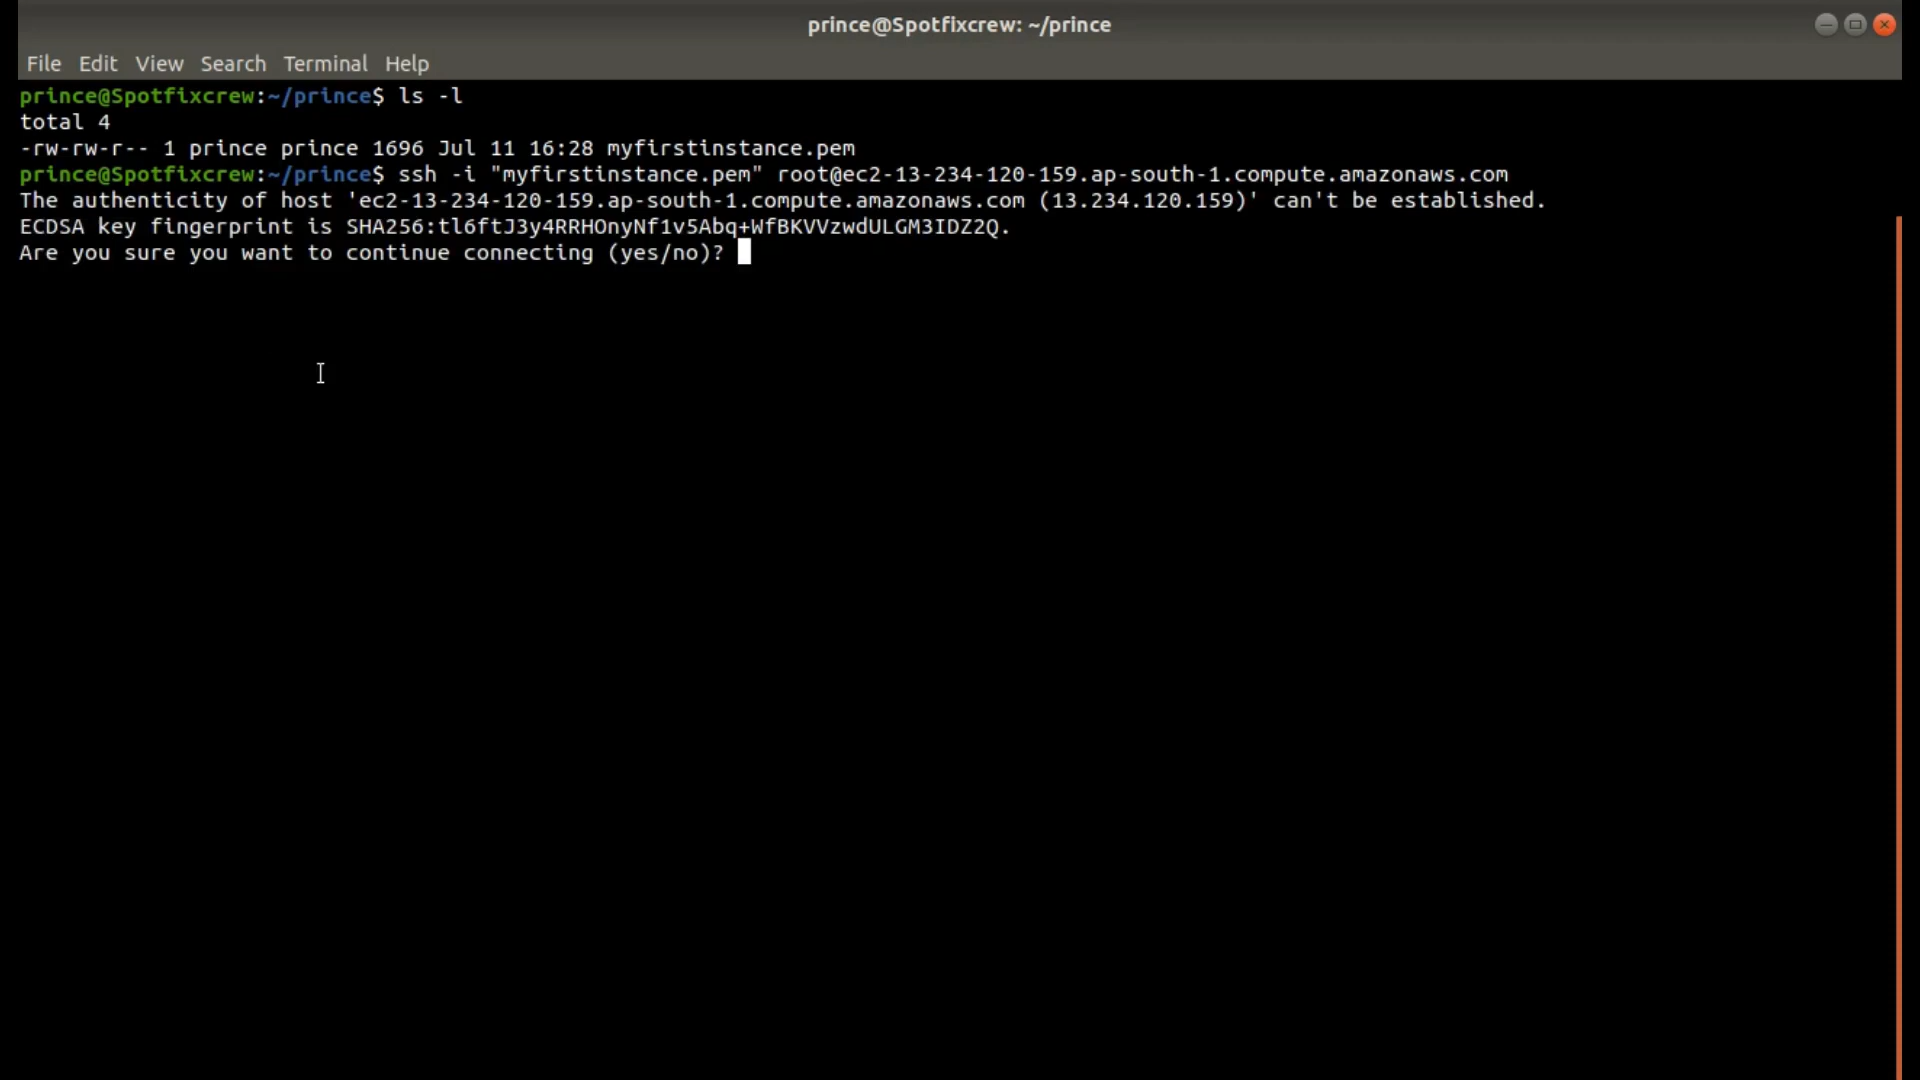 prince@Spotfixcrew: ~/prince
File Edit View Search Terminal Help
prince@Spotfixcrew:~/prince$ ls -l
total 4
-rw-rw-r-- 1 prince prince 1696 Jul 11 16:28 myfirstinstance.pem
prince@Spotfixcrew:~/prince$ ssh -i "myfirstinstance.pem" root@ec2-13-234-120-159.ap-south-1.compute.amazonaws.com
The authenticity of host 'ec2-13-234-120-159.ap-south-1.compute.amazonaws.com (13.234.120.159)' can't be established.
ECDSA key fingerprint is SHA256:tl6ftJ3y4RRHOnyNf1v5Abq+WfBKVVzwdULGM3IDZ2Q.
Are you sure you want to continue connecting (yes/no)?